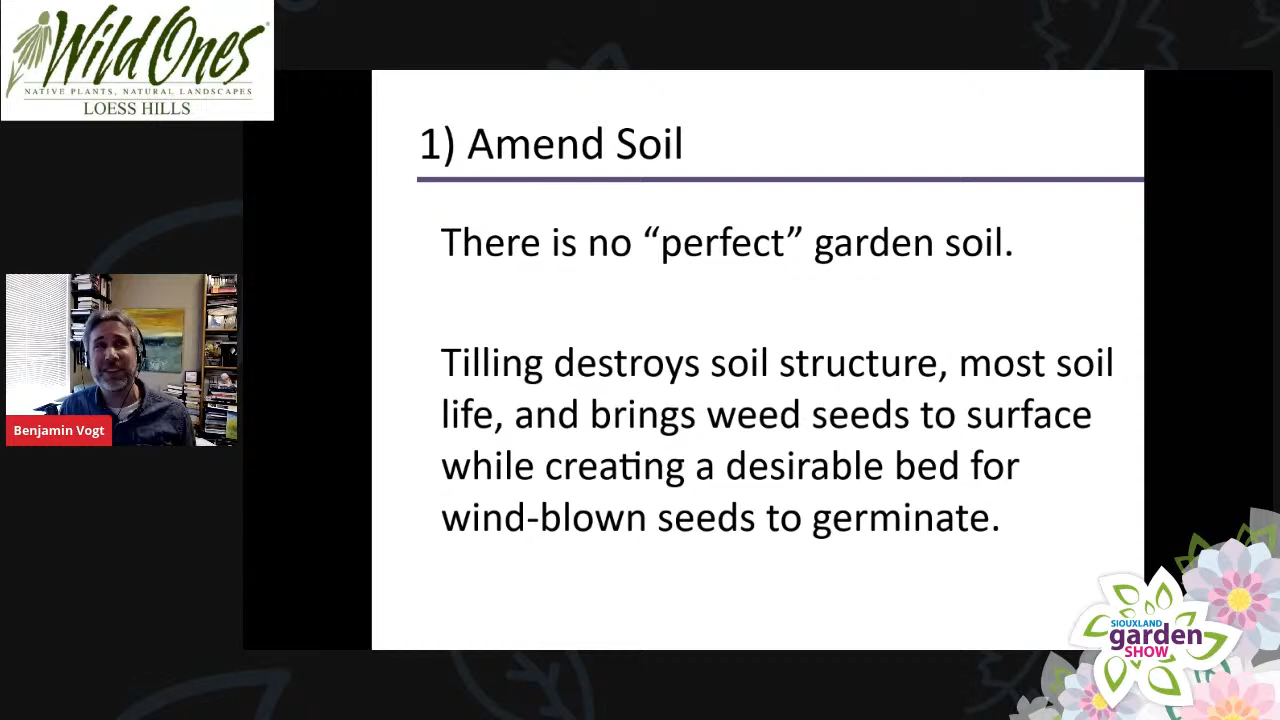 Wild Ones
NATIVE PLANTS, NATURAL LANDSCAPES
LOESS HILLS
1) Amend Soil
There is no “perfect” garden soil.
Tilling destroys soil structure, most soil
life, and brings weed seeds to surface
while creating a desirable bed for
wind-blown seeds to germinate.
Benjamin Vogt
SIOUXLAND
garden
SHOW